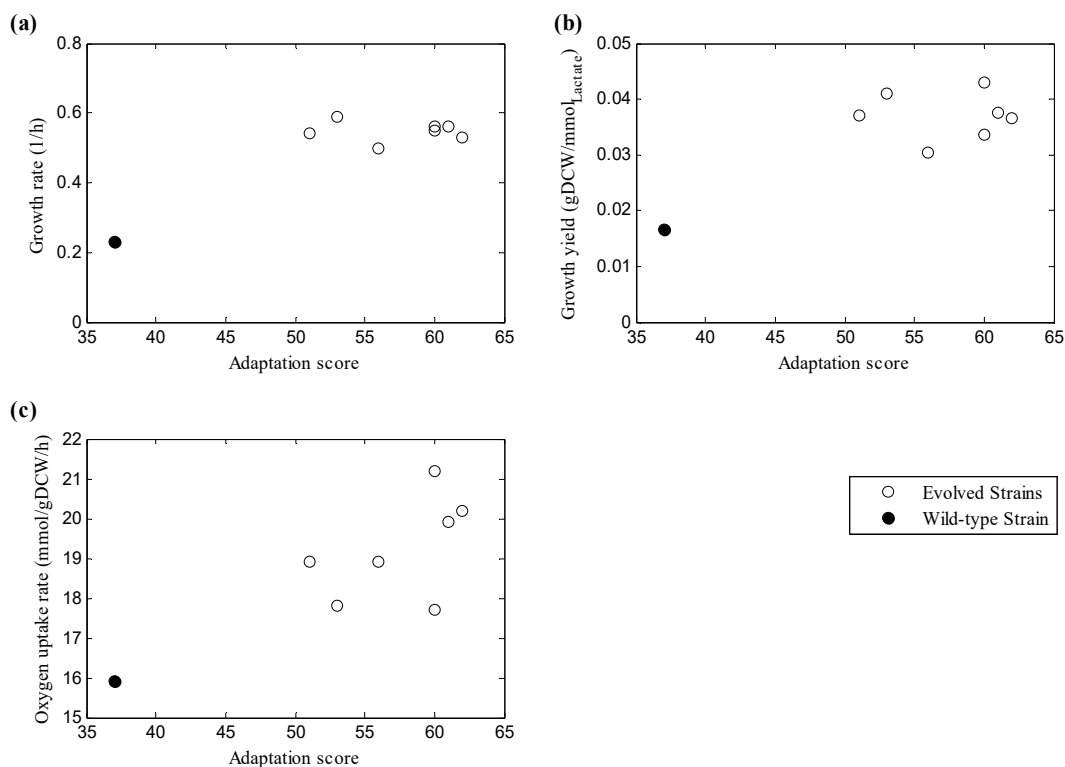 (a)
0.8
0.6
0.4
0.2
0
Growth rate (1/h)
35 40 45 50 55 60 65
Adaptation score
(b)
0.05
0.04
0.03
0.02
0.01
0
Growth yield (gDCW/mmol Lactate)
35 40 45 50 55 60 65
Adaptation score
(c)
22
21
20
19
18
17
16
15
Oxygen uptake rate (mmol/gDCW/h)
35 40 45 50 55 60 65
Adaptation score
Evolved Strains
Wild-type Strain